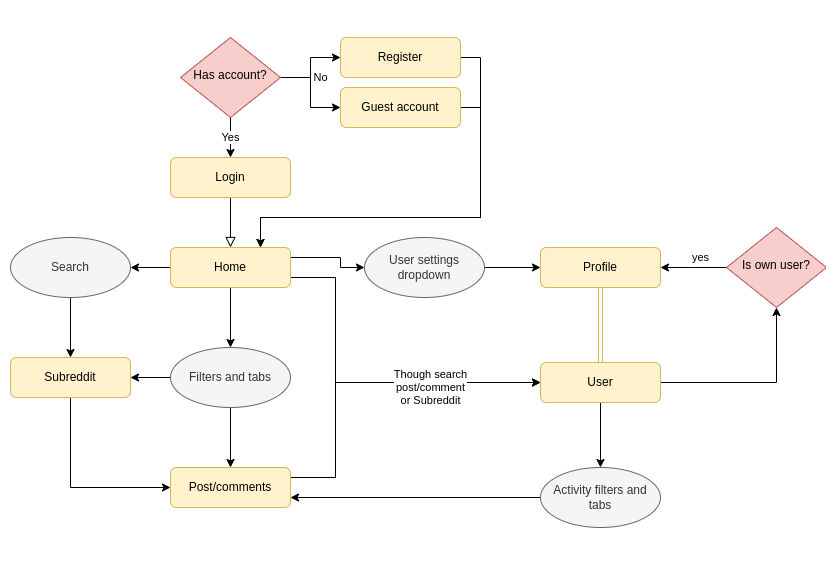 Has account?
Register
No
Guest account
Yes
Login
Search
Home
User settings
dropdown
Profile
yes
Is own user?
Subreddit
Filters and tabs
Though search
post/comment
or Subreddit
User
Post/comments
Activity filters and
tabs